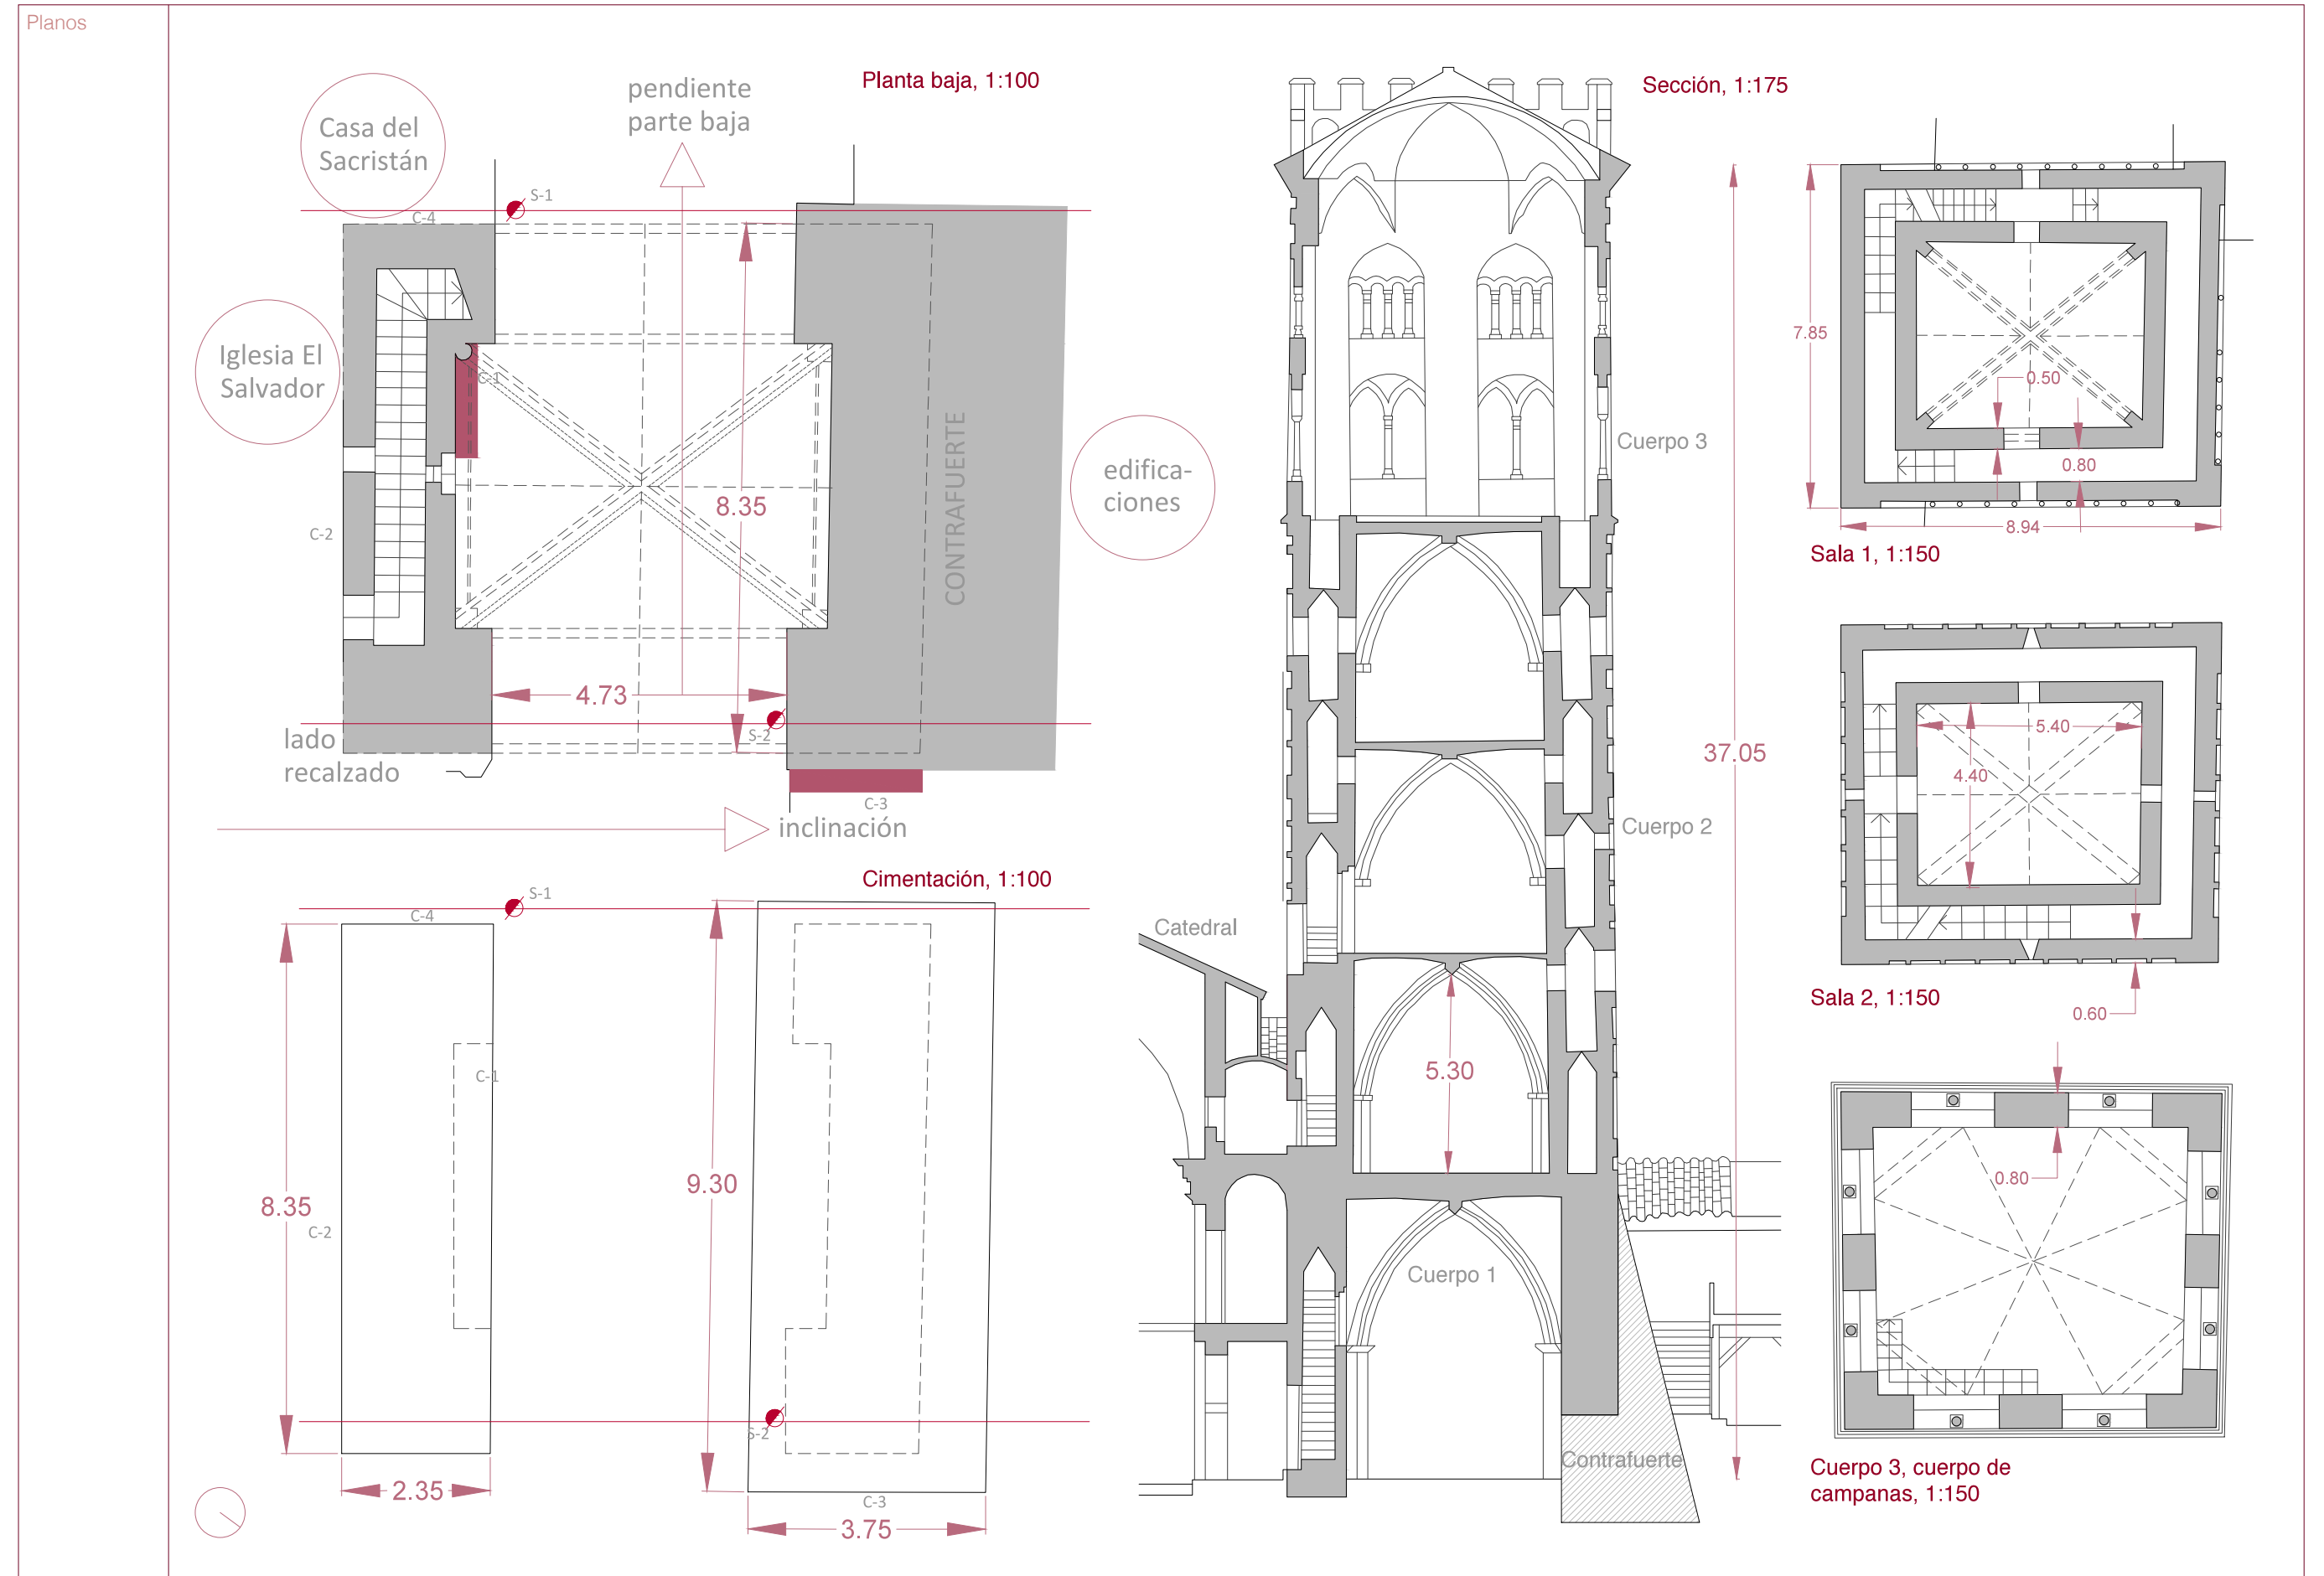 Planos
Planta baja, 1:100
pendiente
parte baja
Casa del
Sacristán
C-4
S-1
Iglesia El
Salvador
C-1
C-2
8.35
4.73
CONTRAFUERTE
edifica-
ciones
S-2
lado
recalzado
C-3
inclinación
Cimentación, 1:100
C-4
S-1
C-1
8.35
C-2
9.30
S-2
2.35
C-3
3.75
Sección, 1:175
Cuerpo 3
37.05
Cuerpo 2
Catedral
5.30
Cuerpo 1
Contrafuerte
7.85
0.50
0.80
8.94
Sala 1, 1:150
5.40
4.40
Sala 2, 1:150
0.60
0.80
Cuerpo 3, cuerpo de
campanas, 1:150